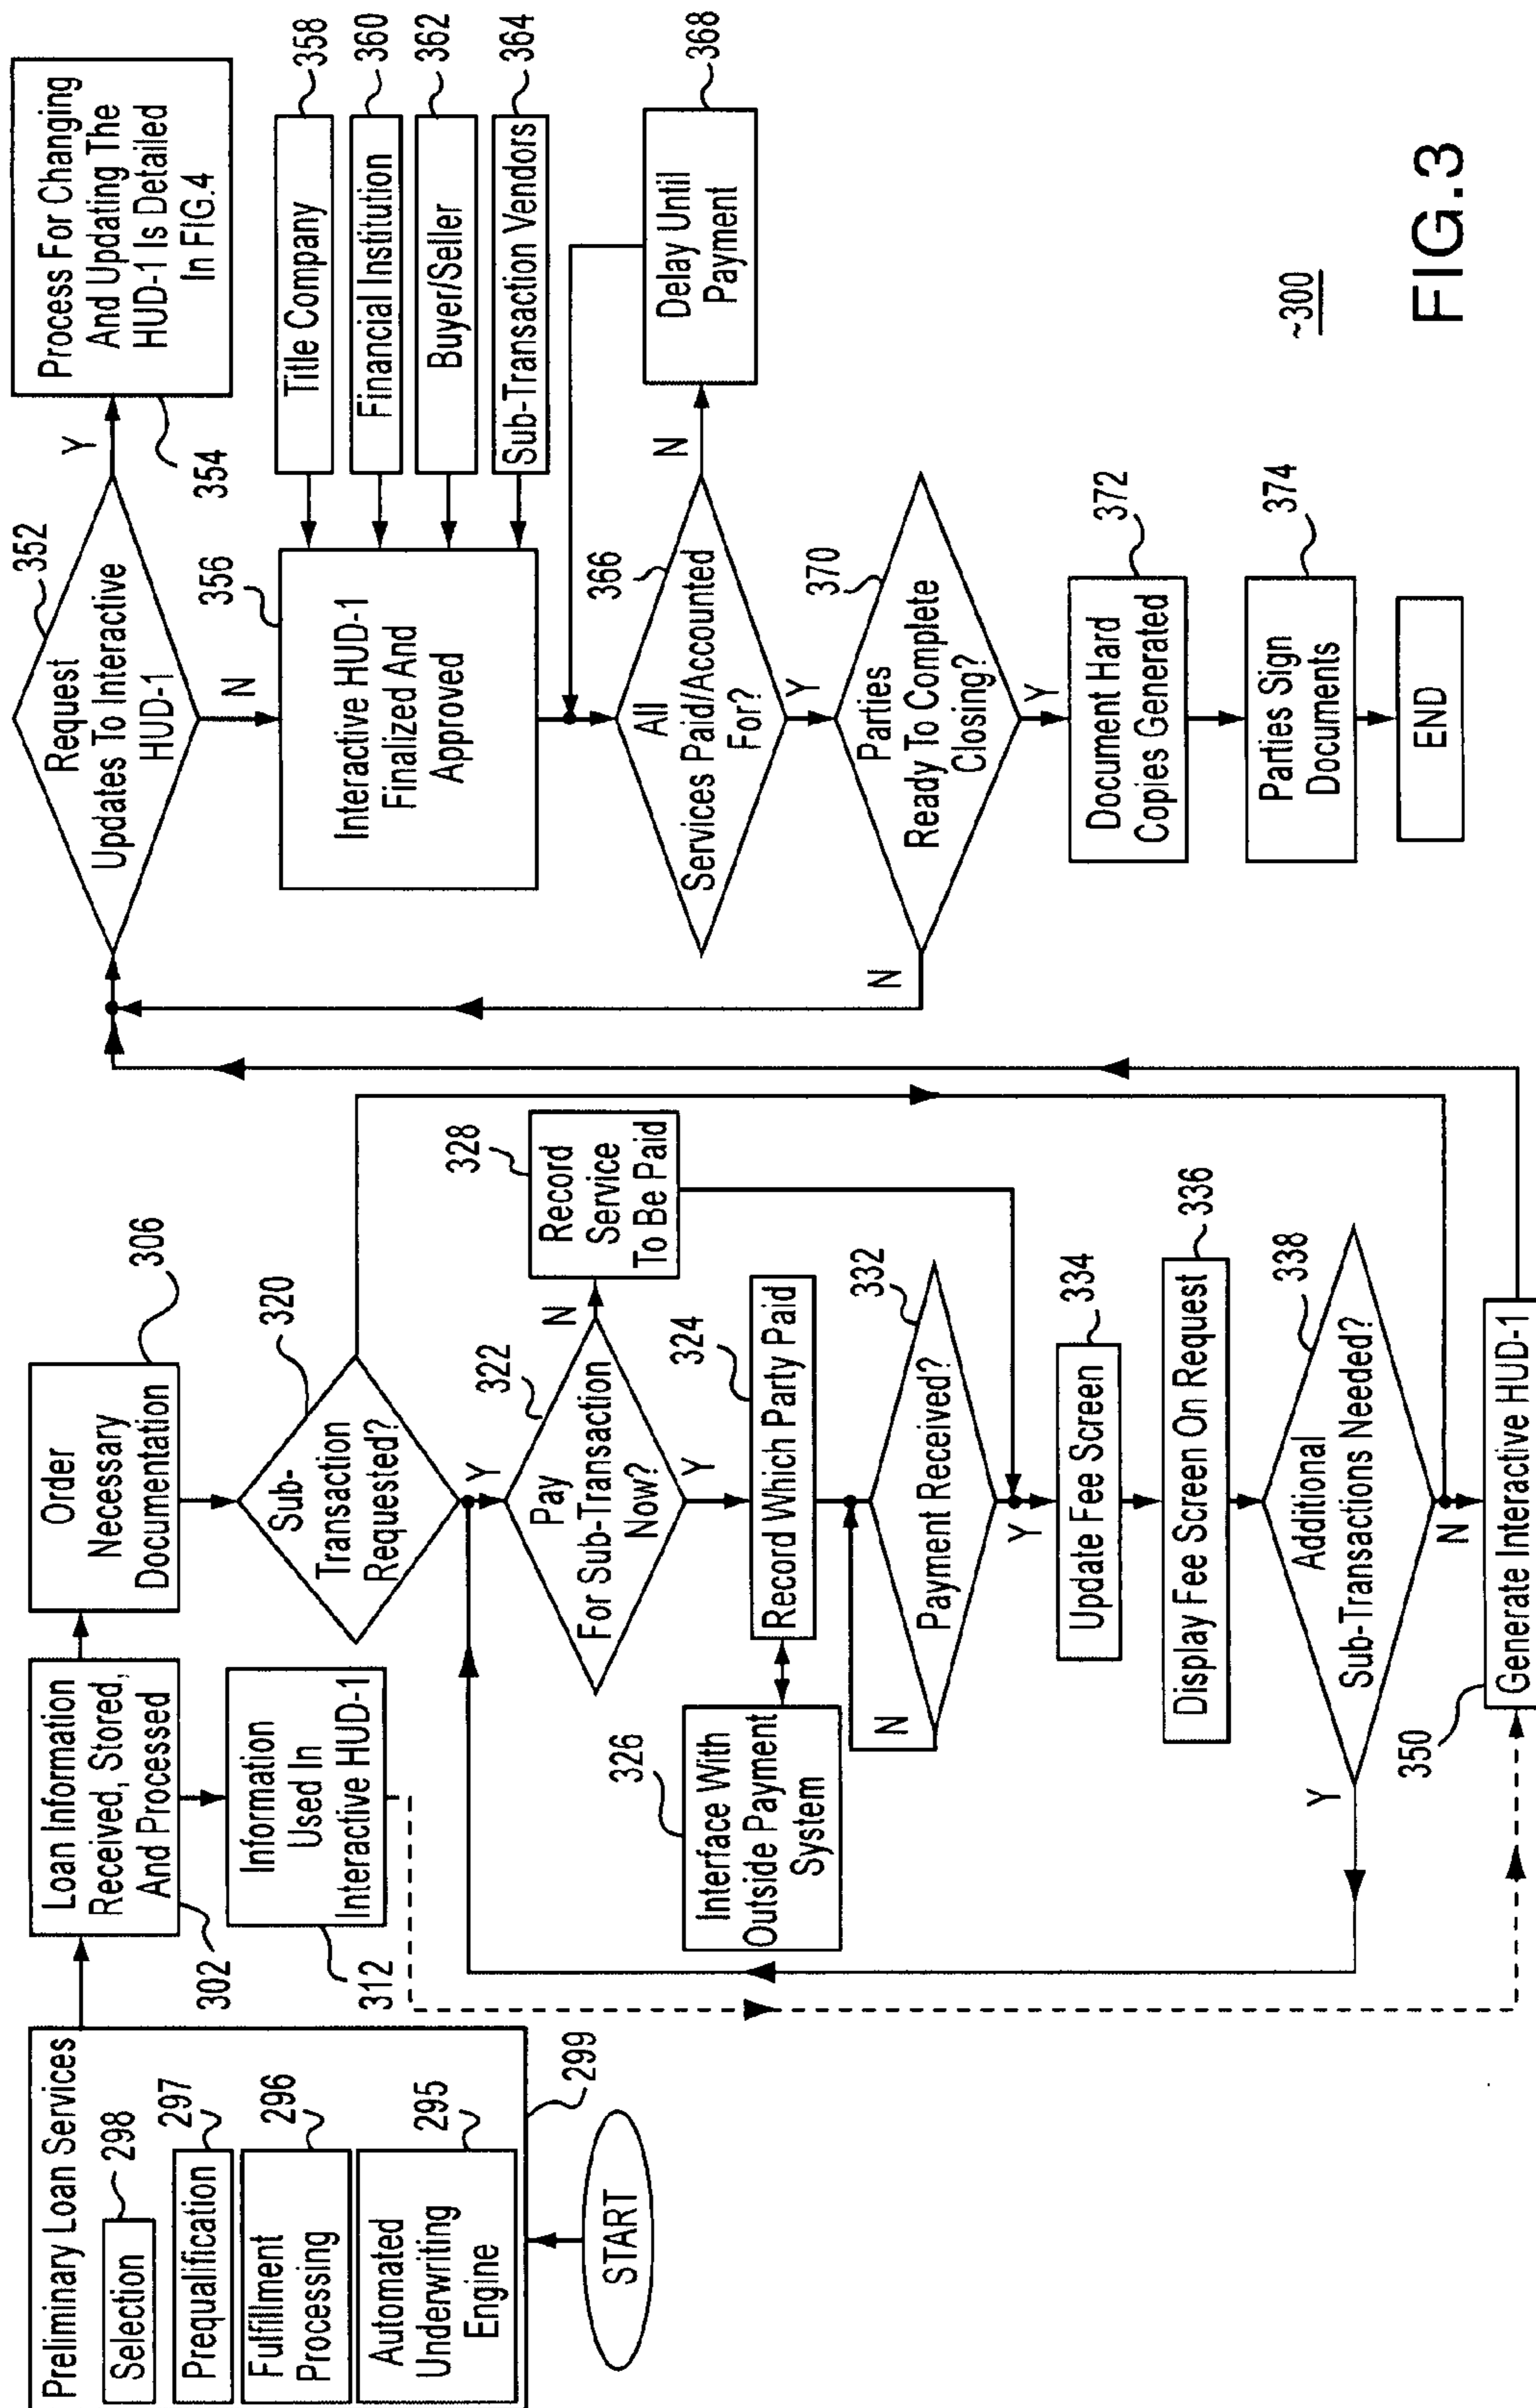 Preliminary Loan Services
298
Selection
297
Prequalification
296
Fulfillment
Processing
295
Automated
Underwriting
Engine
299
START
Loan Information
Received, Stored,
And Processed
302
Information
Used In
Interactive HUD-1
312
Order
Necessary
Documentation
306
Sub-
Transaction
Requested?
320
Y
Pay
For Sub-Transaction
Now?
322
N
Record
Service
To Be Paid
328
Y
Record Which Party Paid
324
Interface With
Outside Payment
System
326
Payment Received?
332
N
Y
Update Fee Screen
334
Display Fee Screen On Request
336
Additional
Sub-Transactions Needed?
338
Y
N
Generate Interactive HUD-1
350
Request
Updates To Interactive
HUD-1
352
Y
Process For Changing
And Updating The
HUD-1 Is Detailed
In FIG.4
354
N
Interactive HUD-1
Finalized And
Approved
356
Title Company
358
Financial Institution
360
Buyer/Seller
362
Sub-Transaction Vendors
364
All
Services Paid/Accounted
For?
366
N
Delay Until
Payment
368
Y
Parties
Ready To Complete
Closing?
370
N
Y
Document Hard
Copies Generated
372
Parties Sign
Documents
374
END
~300
FIG.3